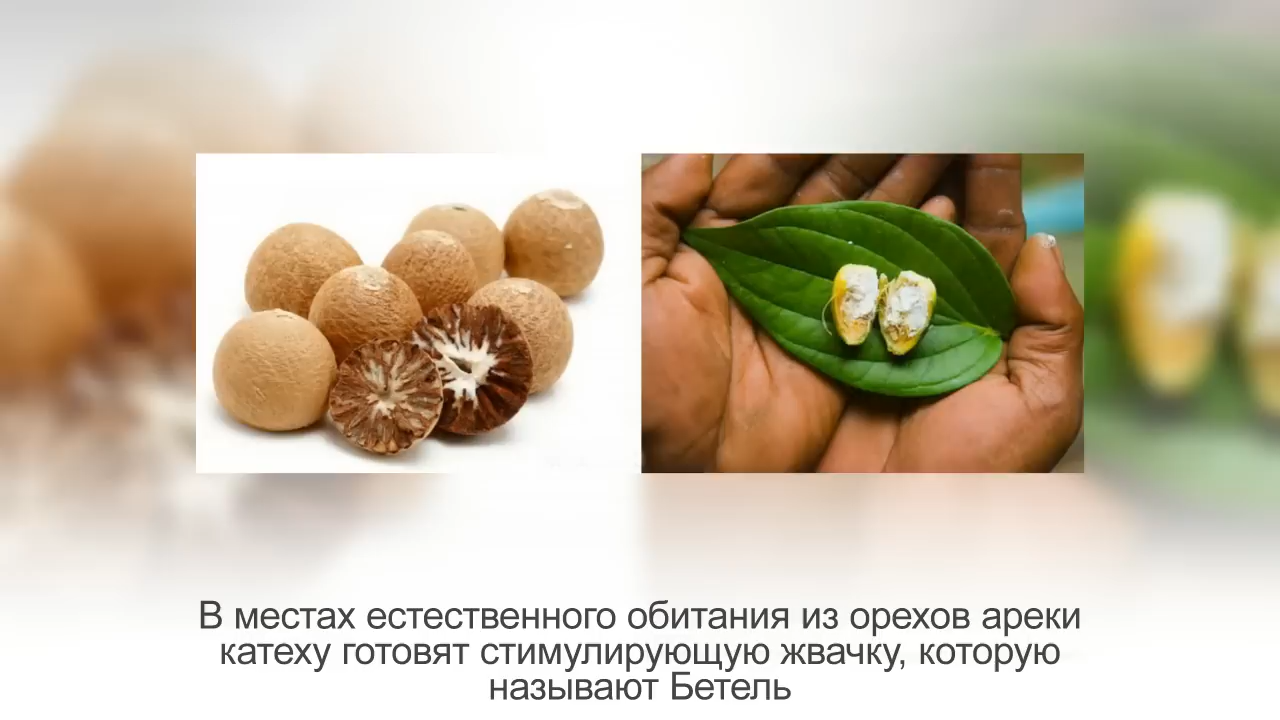 В местах естественного обитания из орехов ареки
катеху готовят стимулирующую жвачку, которую
называют Бетель